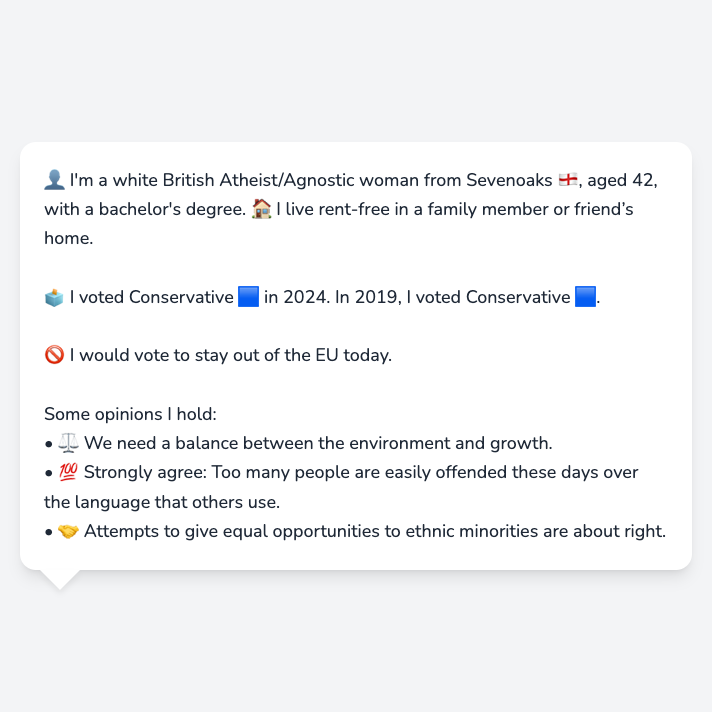 👤 I'm a white British Atheist/Agnostic woman from Sevenoaks 🏴󠁧󠁢󠁥󠁮󠁧󠁿, aged 42,
with a bachelor's degree. 🏠 I live rent-free in a family member or friend’s
home.
🗳️ I voted Conservative 🟦 in 2024. In 2019, I voted Conservative 🟦.
🚫 I would vote to stay out of the EU today.
Some opinions I hold:
• ⚖️ We need a balance between the environment and growth.
• 💯 Strongly agree: Too many people are easily offended these days over
the language that others use.
• 🤝 Attempts to give equal opportunities to ethnic minorities are about right.